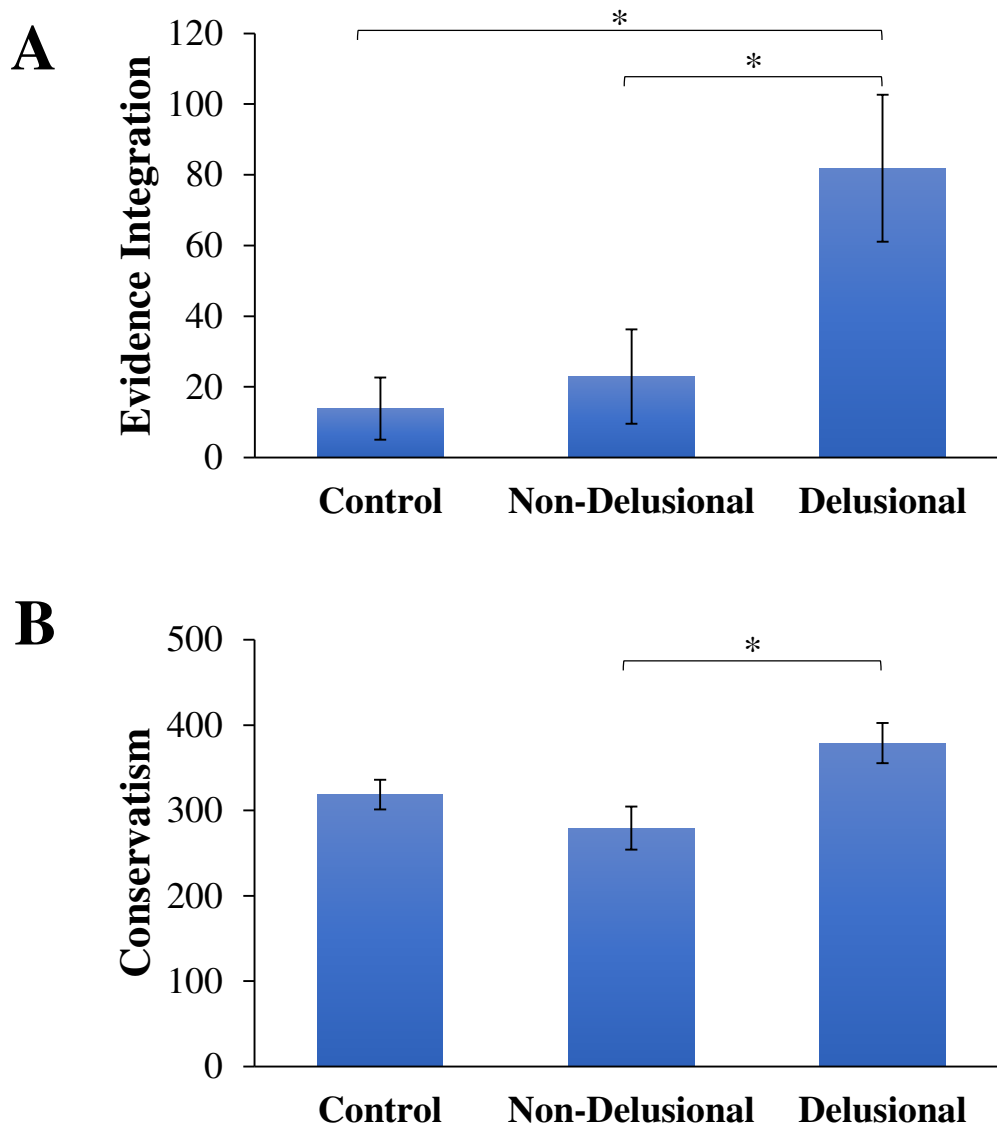 A
Evidence Integration
120
100
80
60
40
20
0
*
*
Control Non-Delusional Delusional
B
Conservatism
500
400
300
200
100
0
*
Control Non-Delusional Delusional